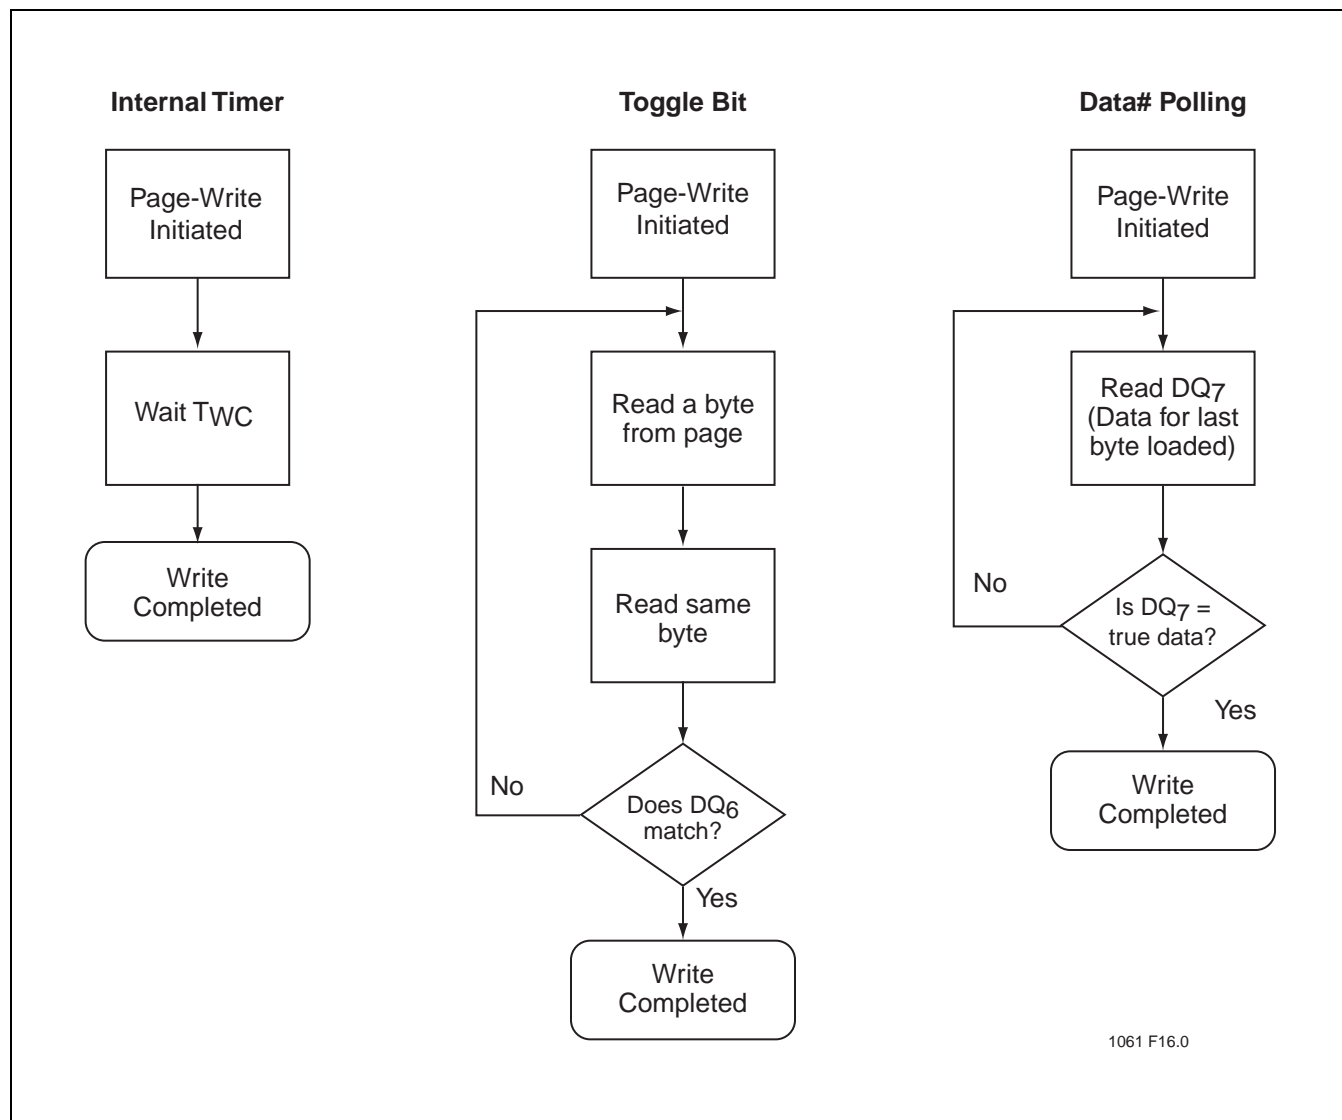 Internal Timer
Page-Write
Initiated
Wait TWC
Write
Completed
Toggle Bit
Page-Write
Initiated
Read a byte
from page
Read same
byte
No
Does DQ6
match?
Yes
Write
Completed
Data# Polling
Page-Write
Initiated
Read DQ7
(Data for last
byte loaded)
No
Is DQ7 =
true data?
Yes
Write
Completed
1061 F16.0